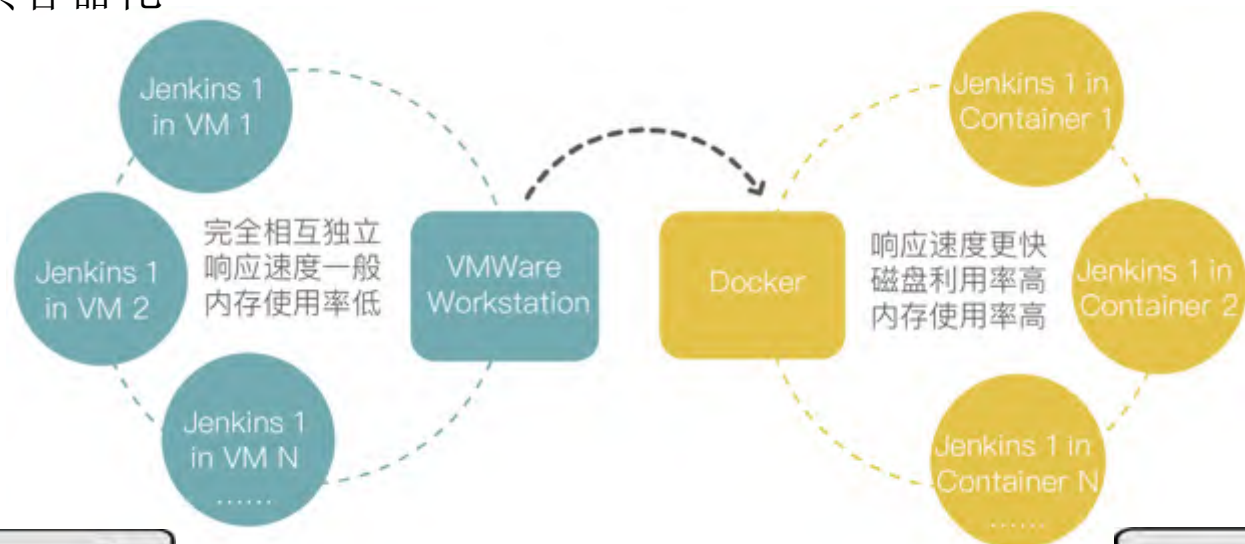 容器化
Jenkins 1
in VM 1
Jenkins 1
in VM 2
Jenkins 1
in VM N
......
完全相互独立
响应速度一般
内存使用率低
VMWare
Workstation
Docker
响应速度更快
磁盘利用率高
内存使用率高
Jenkins 1 in
Container 1
Jenkins 1 in
Container 2
Jenkins 1 in
Container N
......